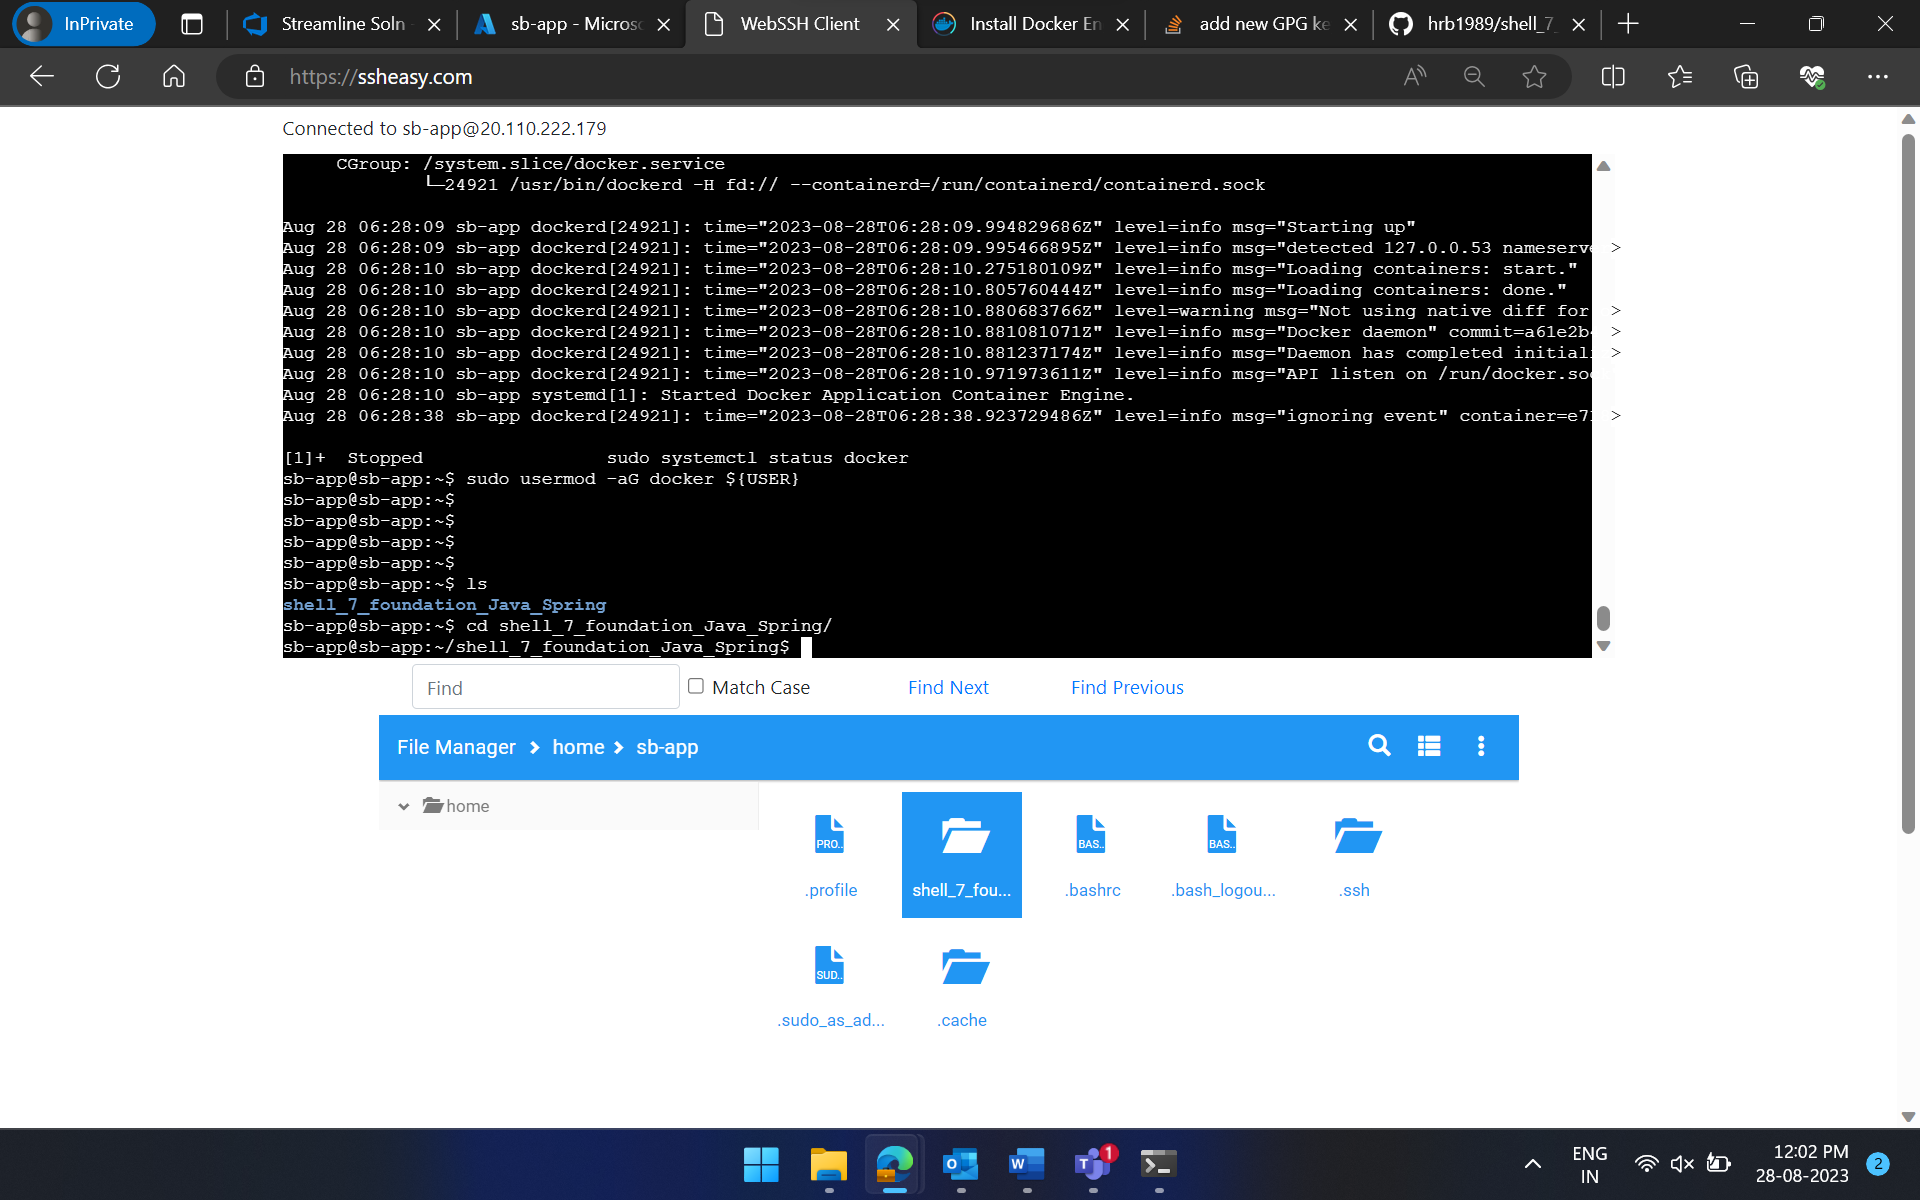 InPrivate
Streamline Soln
sb-app - Microso
WebSSH Client
Install Docker En
add new GPG ke
hrb1989/shell_7_
https://ssheasy.com
Connected to sb-app@20.110.222.179
CGroup: /system.slice/docker.service
└─24921 /usr/bin/dockerd -H fd:// --containerd=/run/containerd/containerd.sock
Aug 28 06:28:09 sb-app dockerd[24921]: time="2023-08-28T06:28:09.994829686Z" level=info msg="Starting up"
Aug 28 06:28:09 sb-app dockerd[24921]: time="2023-08-28T06:28:09.995466895Z" level=info msg="detected 127.0.0.53 nameserve >
Aug 28 06:28:10 sb-app dockerd[24921]: time="2023-08-28T06:28:10.275180109Z" level=info msg="Loading containers: start."
Aug 28 06:28:10 sb-app dockerd[24921]: time="2023-08-28T06:28:10.805760444Z" level=info msg="Loading containers: done."
Aug 28 06:28:10 sb-app dockerd[24921]: time="2023-08-28T06:28:10.880683766Z" level=warning msg="Not using native diff for >
Aug 28 06:28:10 sb-app dockerd[24921]: time="2023-08-28T06:28:10.881081071Z" level=info msg="Docker daemon" commit=a61e2b4 >
Aug 28 06:28:10 sb-app dockerd[24921]: time="2023-08-28T06:28:10.881237174Z" level=info msg="Daemon has completed initiali >
Aug 28 06:28:10 sb-app dockerd[24921]: time="2023-08-28T06:28:10.971973611Z" level=info msg="API listen on /run/docker.soc
Aug 28 06:28:10 sb-app systemd[1]: Started Docker Application Container Engine.
Aug 28 06:28:38 sb-app dockerd[24921]: time="2023-08-28T06:28:38.923729486Z" level=info msg="ignoring event" container=e71 >
[1]+ Stopped sudo systemctl status docker
sb-app@sb-app:~$ sudo usermod -aG docker ${USER}
sb-app@sb-app:~$
sb-app@sb-app:~$
sb-app@sb-app:~$
sb-app@sb-app:~$
sb-app@sb-app:~$ ls
shell_7_foundation_Java_Spring
sb-app@sb-app:~$ cd shell_7_foundation_Java_Spring/
sb-app@sb-app:~/shell_7_foundation_Java_Spring$
Find
Match Case
Find Next
Find Previous
File Manager > home > sb-app
home
PRO..
BAS..
BAS..
.profile
shell_7_fou...
.bashrc
.bash_logou...
.ssh
SUD..
.sudo_as_ad...
.cache
1
ENG
IN
12:02 PM
28-08-2023
2